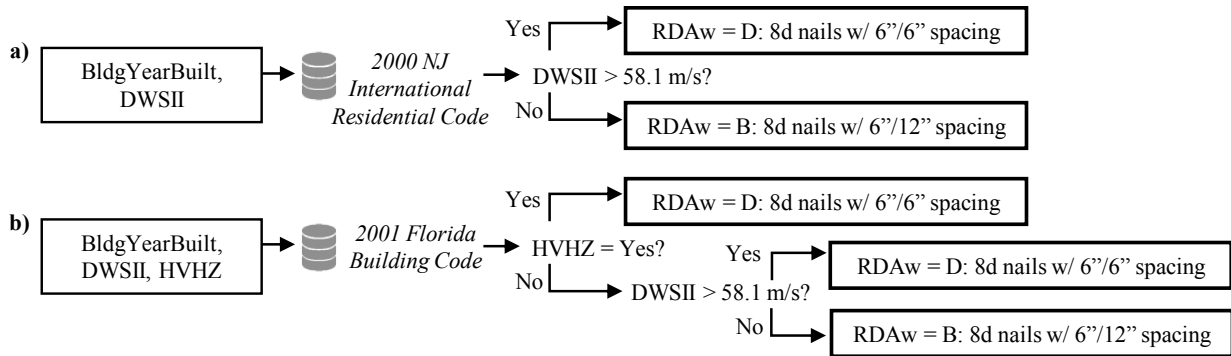 a)
BldgYearBuilt,
DWSII
2000 NJ
International
Residential Code
Yes
DWSII > 58.1 m/s?
No
RDAw = D: 8d nails w/ 6”/6” spacing
RDAw = B: 8d nails w/ 6”/12” spacing
b)
BldgYearBuilt,
DWSII, HVHZ
2001 Florida
Building Code
Yes
HVHZ = Yes?
No
RDAw = D: 8d nails w/ 6”/6” spacing
Yes
DWSII > 58.1 m/s?
No
RDAw = D: 8d nails w/ 6”/6” spacing
RDAw = B: 8d nails w/ 6”/12” spacing